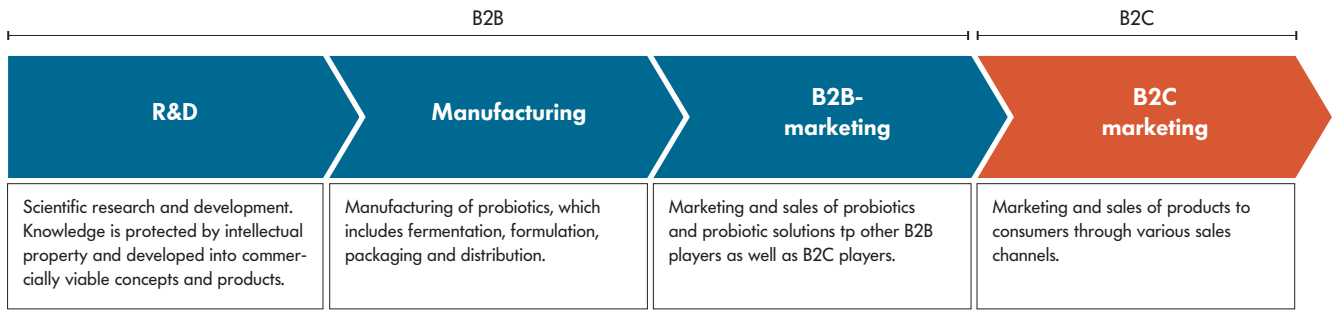 B2B
B2C
R&D
Manufacturing
B2B-
marketing
B2C
marketing
Scientific research and development.
Knowledge is protected by intellectual
property and developed into commer-
cially viable concepts and products.
Manufacturing of probiotics, which
includes fermentation, formulation,
packaging and distribution.
Marketing and sales of probiotics
and probiotic solutions tp other B2B
players as well as B2C players.
Marketing and sales of products to
consumers through various sales
channels.